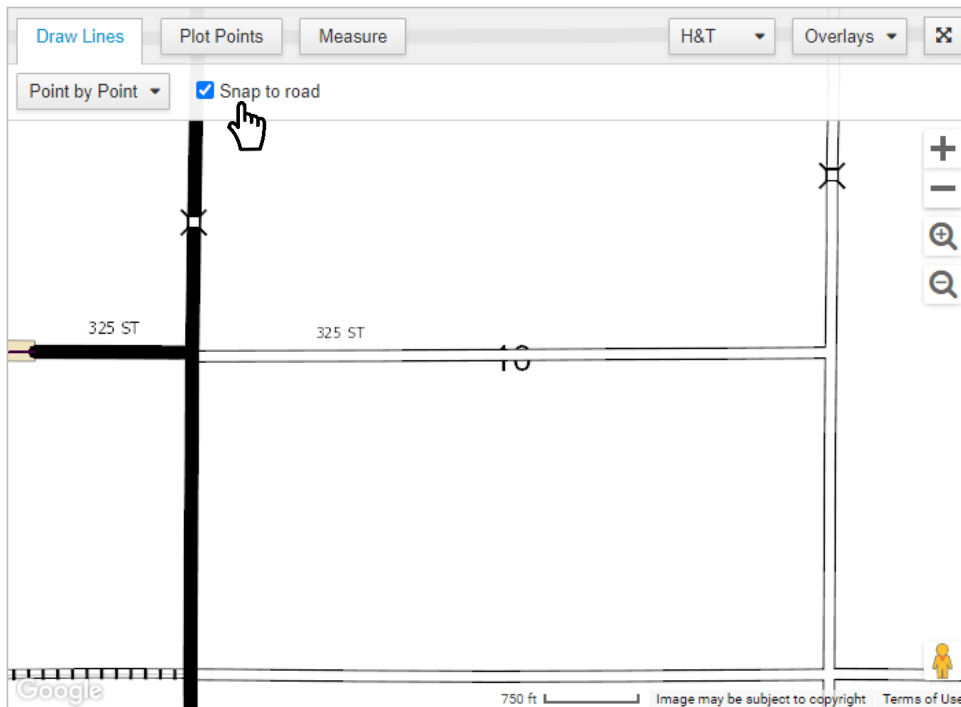 Draw Lines Plot Points Measure H&T Overlays
Point by Point Snap to road
325 ST
325 ST
10
Google 750 ft Image may be subject to copyright Terms of Use